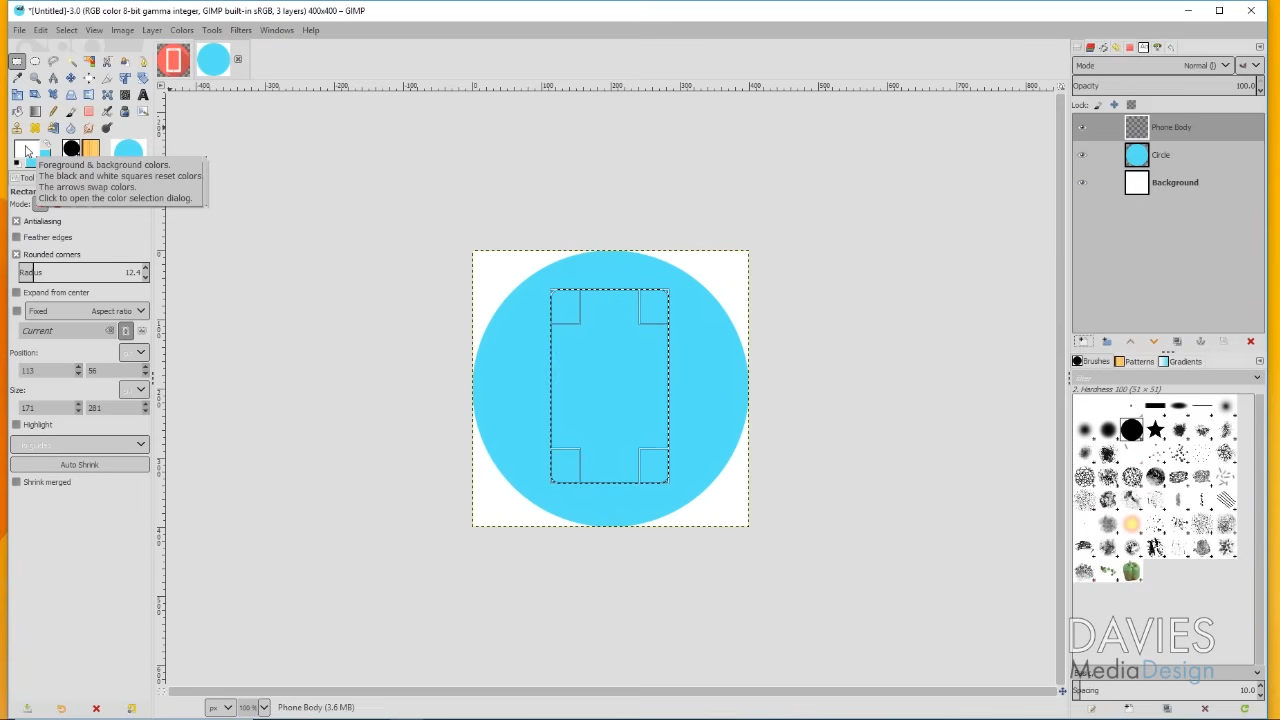 *[Untitled]-3.0 (RGB color 8-bit gamma integer, GIMP built-in sRGB, 3 layers) 400x400 – GIMP
File Edit Select View Image Layer Colors Tools Filters Windows Help
Mode Normal
Opacity 100.0
Lock:
Phone Body
Circle
Background
Foreground & background colors.
The black and white squares reset colors.
The arrows swap colors.
Click to open the color selection dialog.
Tool
Mode:
Antialiasing
Feather edges
Rounded corners
Radius 12.4
Expand from center
Fixed Aspect ratio
Current
Position:
113 56
Size:
171 281
Highlight
Auto Shrink
Shrink merged
Brushes Patterns Gradients
2. Hardness 100 (51 × 51)
DAVIES
MediaDesign
Spacing 10.0
px 100 % Phone Body (3.6 MB)